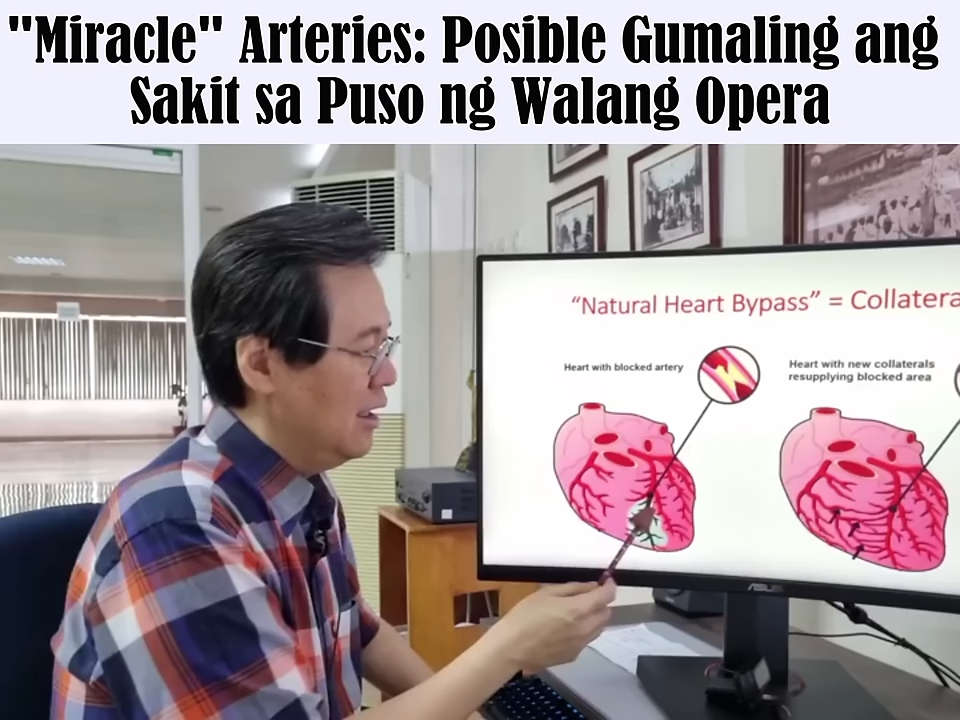 "Miracle" Arteries: Posible Gumaling ang
Sakit sa Puso ng Walang Opera
"Natural Heart Bypass" = Collatera
Heart with blocked artery
Heart with new collaterals
resupplying blocked area
ASUS